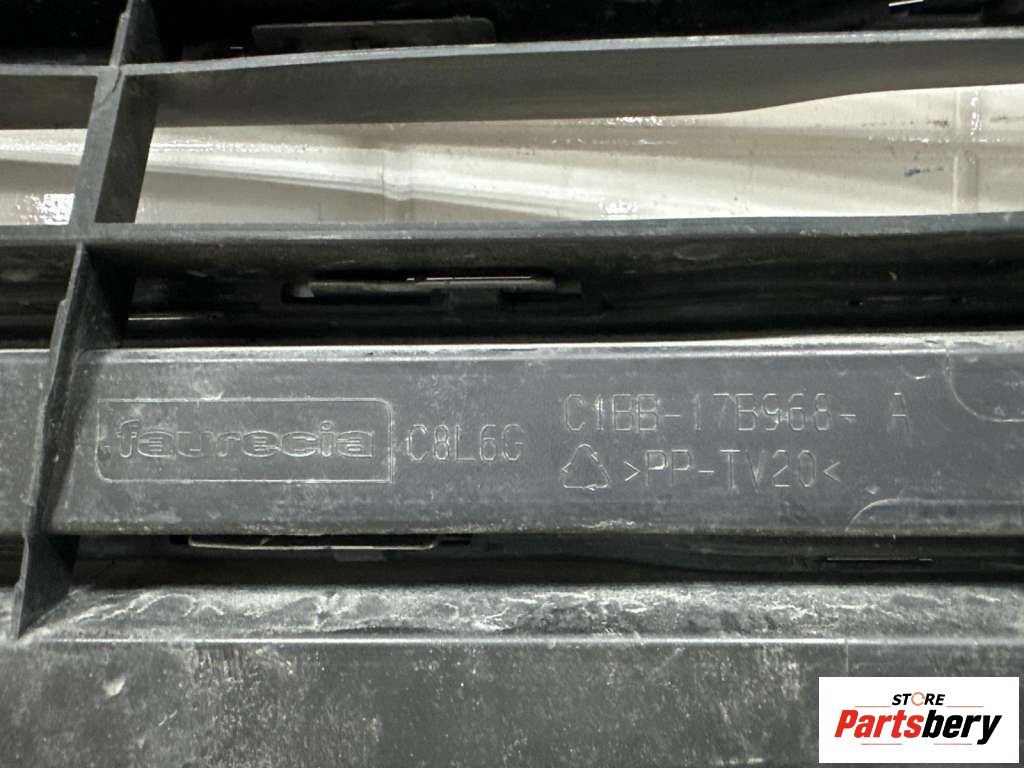 faurecia C8L6G C1BB-17B968- A
>PP-TV20<
STORE
Partsbery